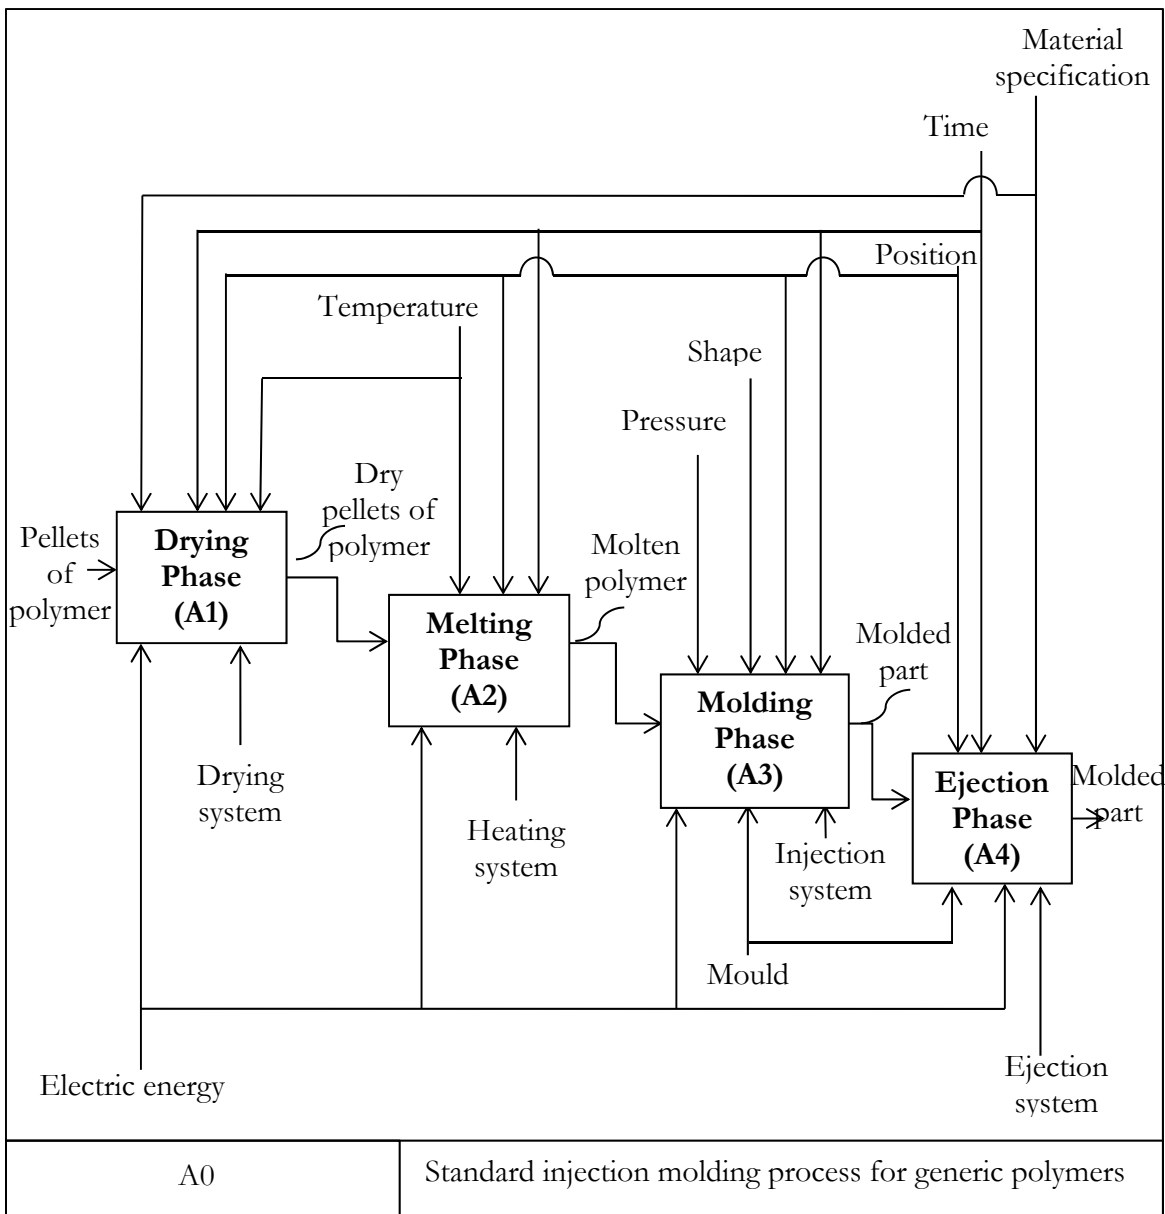 Material
specification
Time
Position
Temperature
Shape
Pressure
Dry
pellets of
polymer
Pellets
of
polymer
Drying
Phase
(A1)
Molten
polymer
Melting
Phase
(A2)
Molded
part
Molding
Phase
(A3)
Ejection
Phase
(A4)
Molded
part
Drying
system
Heating
system
Injection
system
Mould
Electric energy
Ejection
system
A0
Standard injection molding process for generic polymers